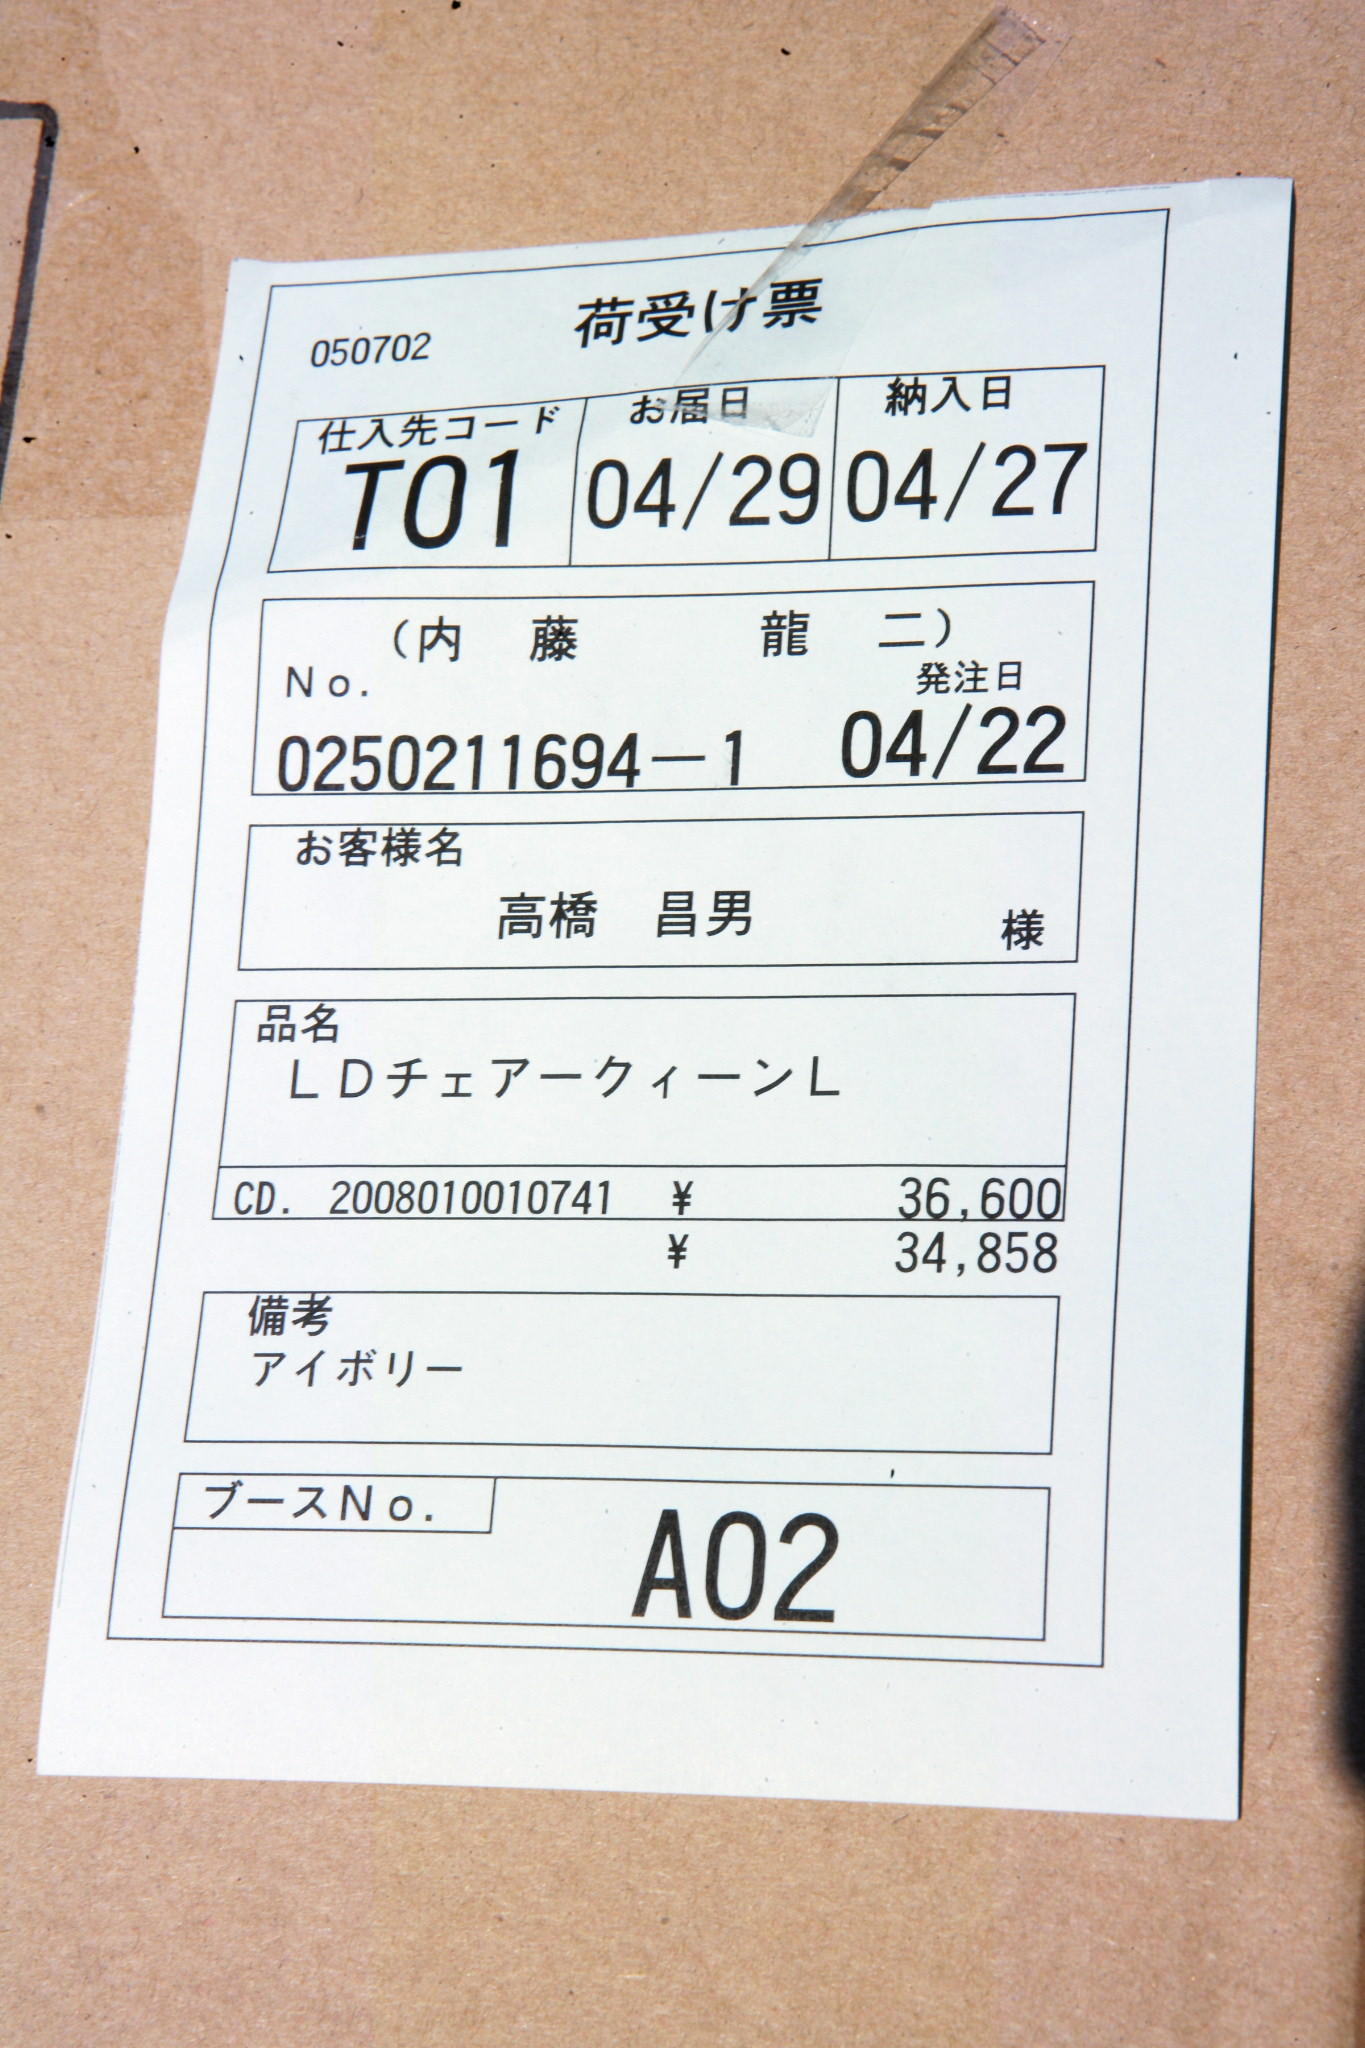 荷受け票
050702
仕入先コード お届日 納入日
T01 04/29 04/27
（内　藤　　　龍　二）
No. 発注日
0250211694－1 04/22
お客様名
高橋　昌男　様
品名
ＬＤチェアークィーンＬ
CD. 2008010010741 ¥ 36,600
¥ 34,858
備考
アイボリー
ブースNo.
A02